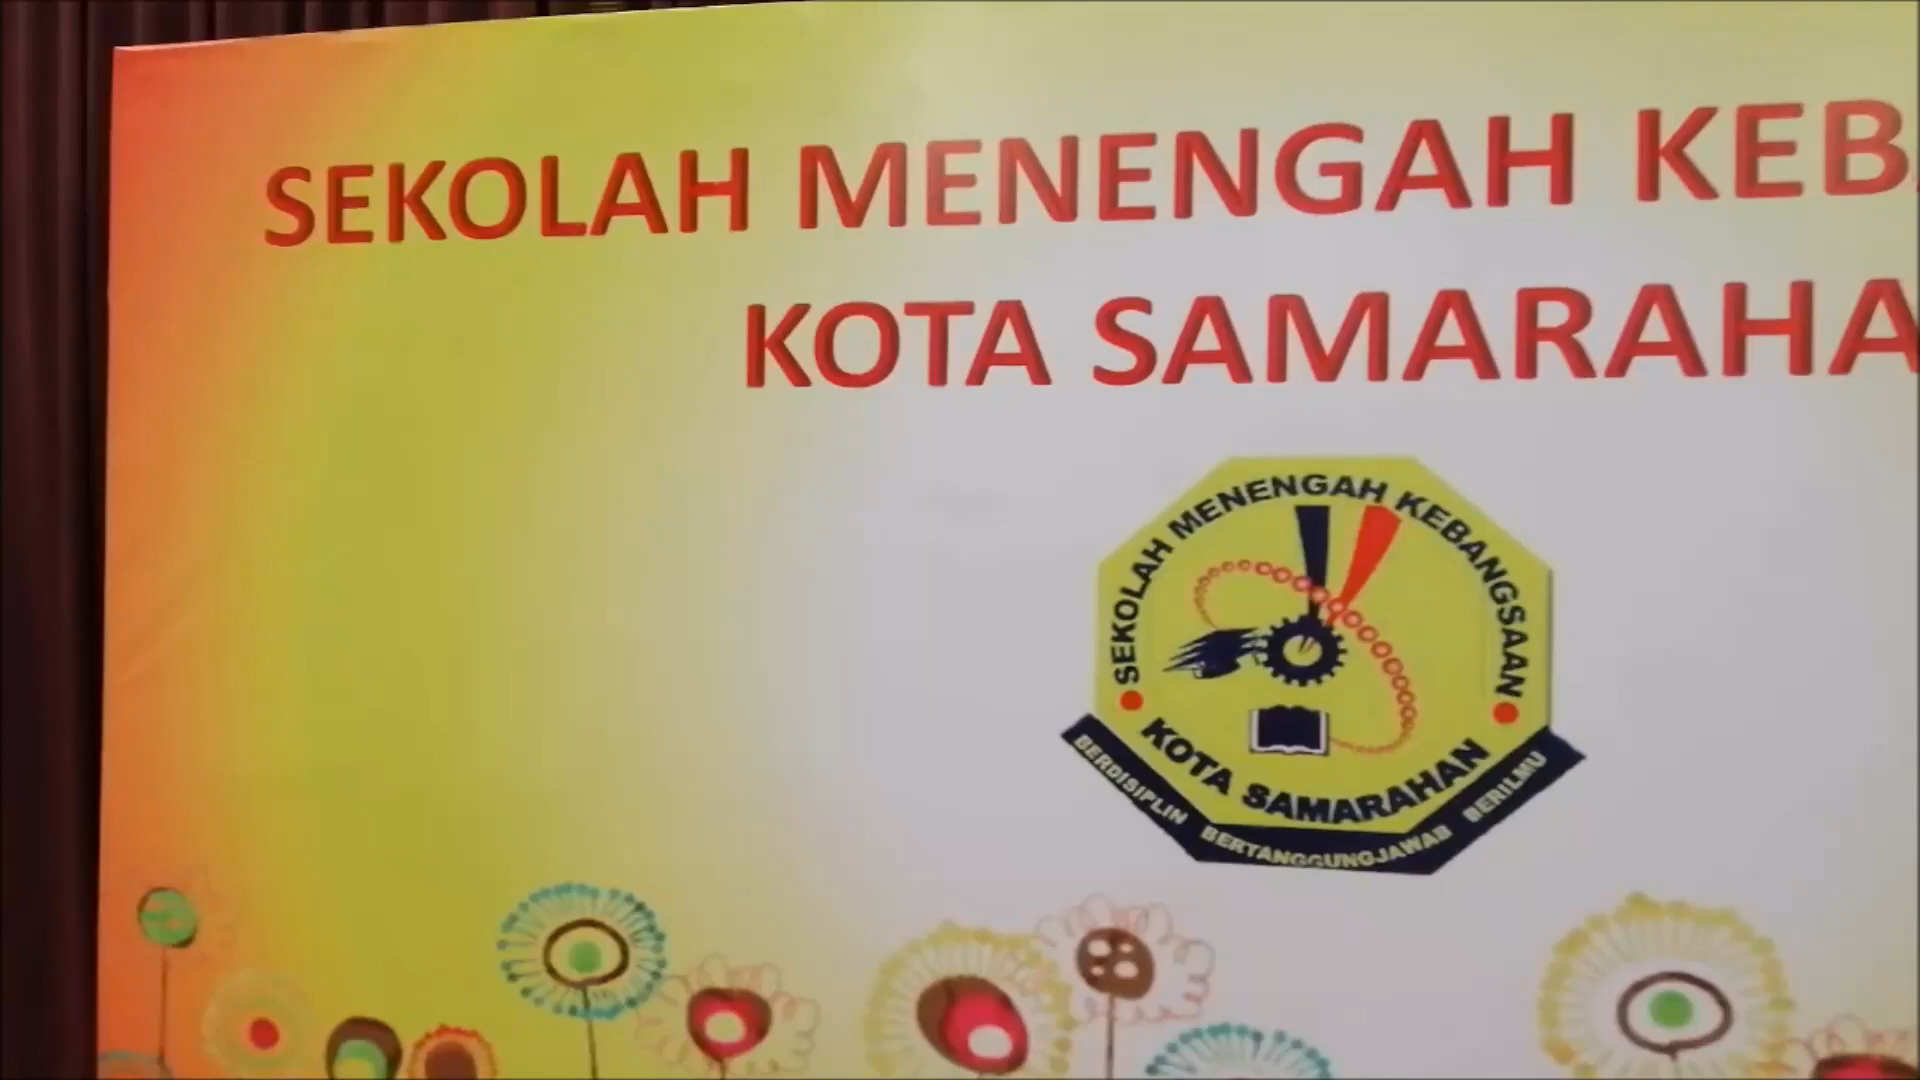 SEKOLAH MENENGAH KEB
KOTA SAMARAHA
SEKOLAH MENENGAH KEBANGSAAN
KOTA SAMARAHAN
BERDISIPLIN BERTANGGUNGJAWAB BERILMU